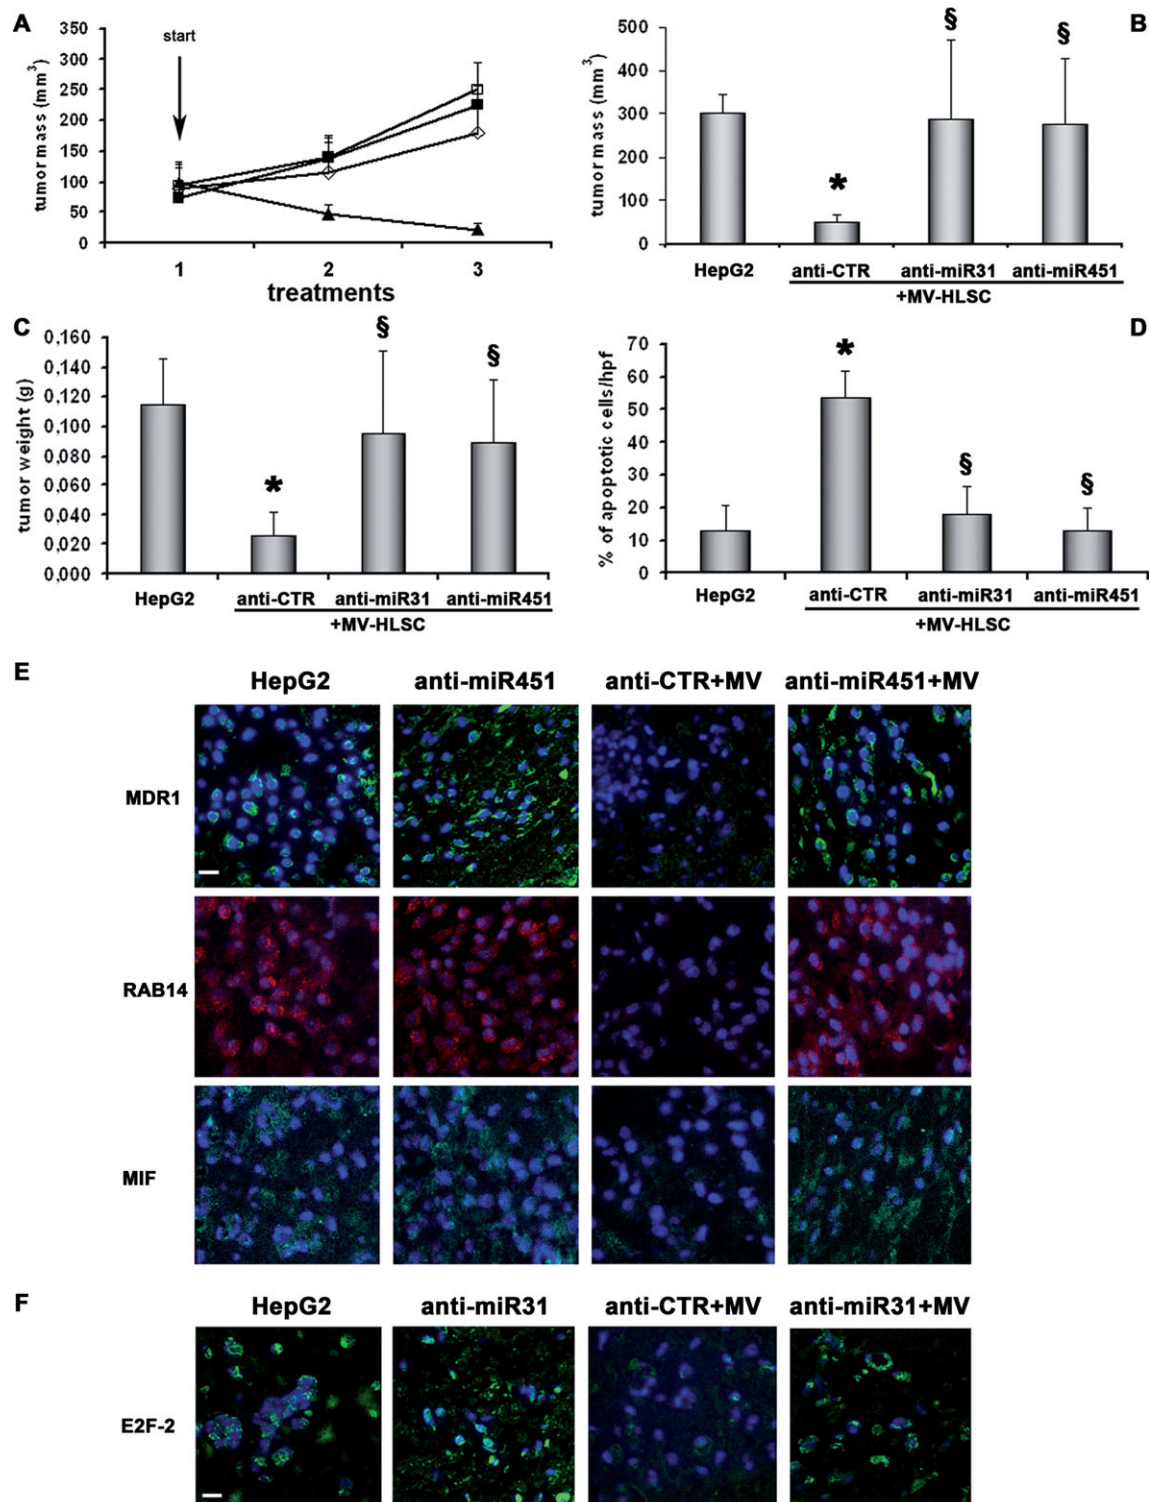 A
tumor mass (mm3)
350
300
250
200
150
100
50
0
start
1
2
3
treatments
B
tumor mass (mm3)
500
400
300
200
100
0
*
§
§
HepG2
anti-CTR
anti-miR31
anti-miR451
+MV-HLSC
C
tumor weight (g)
0,160
0,140
0,120
0,100
0,080
0,060
0,040
0,020
0,000
*
§
§
HepG2
anti-CTR
anti-miR31
anti-miR451
+MV-HLSC
D
% of apoptotic cells/hpf
70
60
50
40
30
20
10
0
*
§
§
HepG2
anti-CTR
anti-miR31
anti-miR451
+MV-HLSC
E
HepG2
anti-miR451
anti-CTR+MV
anti-miR451+MV
MDR1
RAB14
MIF
F
HepG2
anti-miR31
anti-CTR+MV
anti-miR31+MV
E2F-2